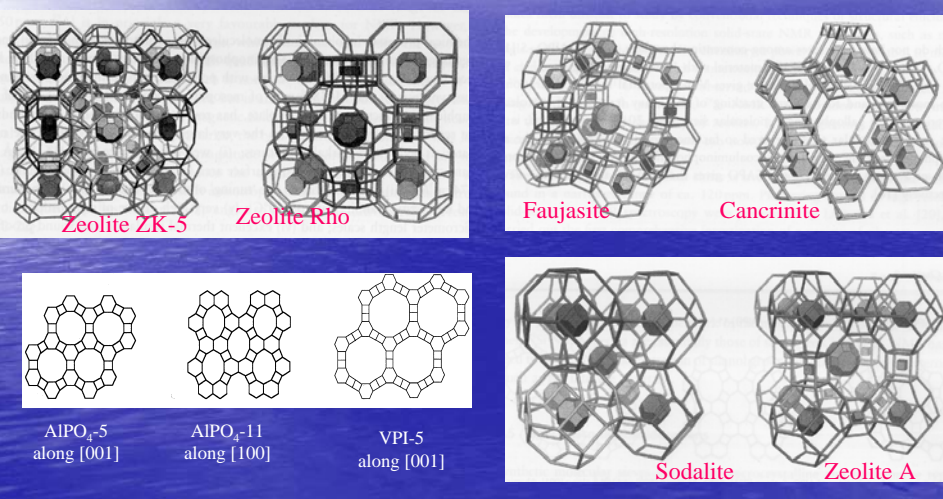 Zeolite ZK-5
Zeolite Rho
Faujasite
Cancrinite
AlPO₄-5
along [001]
AlPO₄-11
along [100]
VPI-5
along [001]
Sodalite
Zeolite A